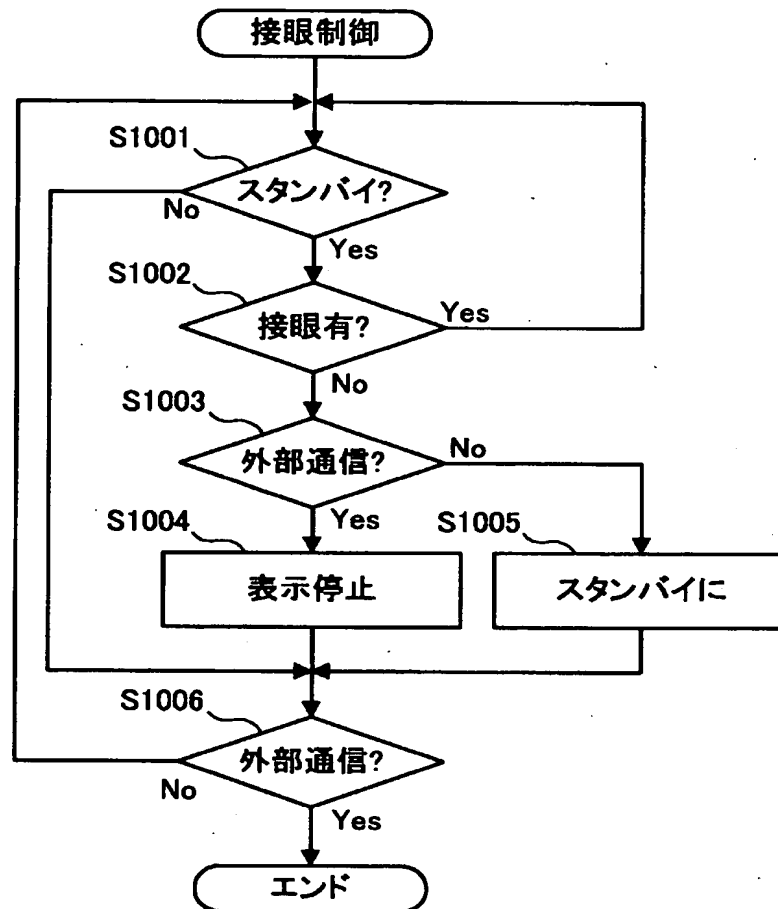 接眼制御
S1001
スタンバイ?
No
Yes
S1002
接眼有?
Yes
No
S1003
外部通信?
No
Yes
S1004
表示停止
S1005
スタンバイに
S1006
外部通信?
No
Yes
エンド